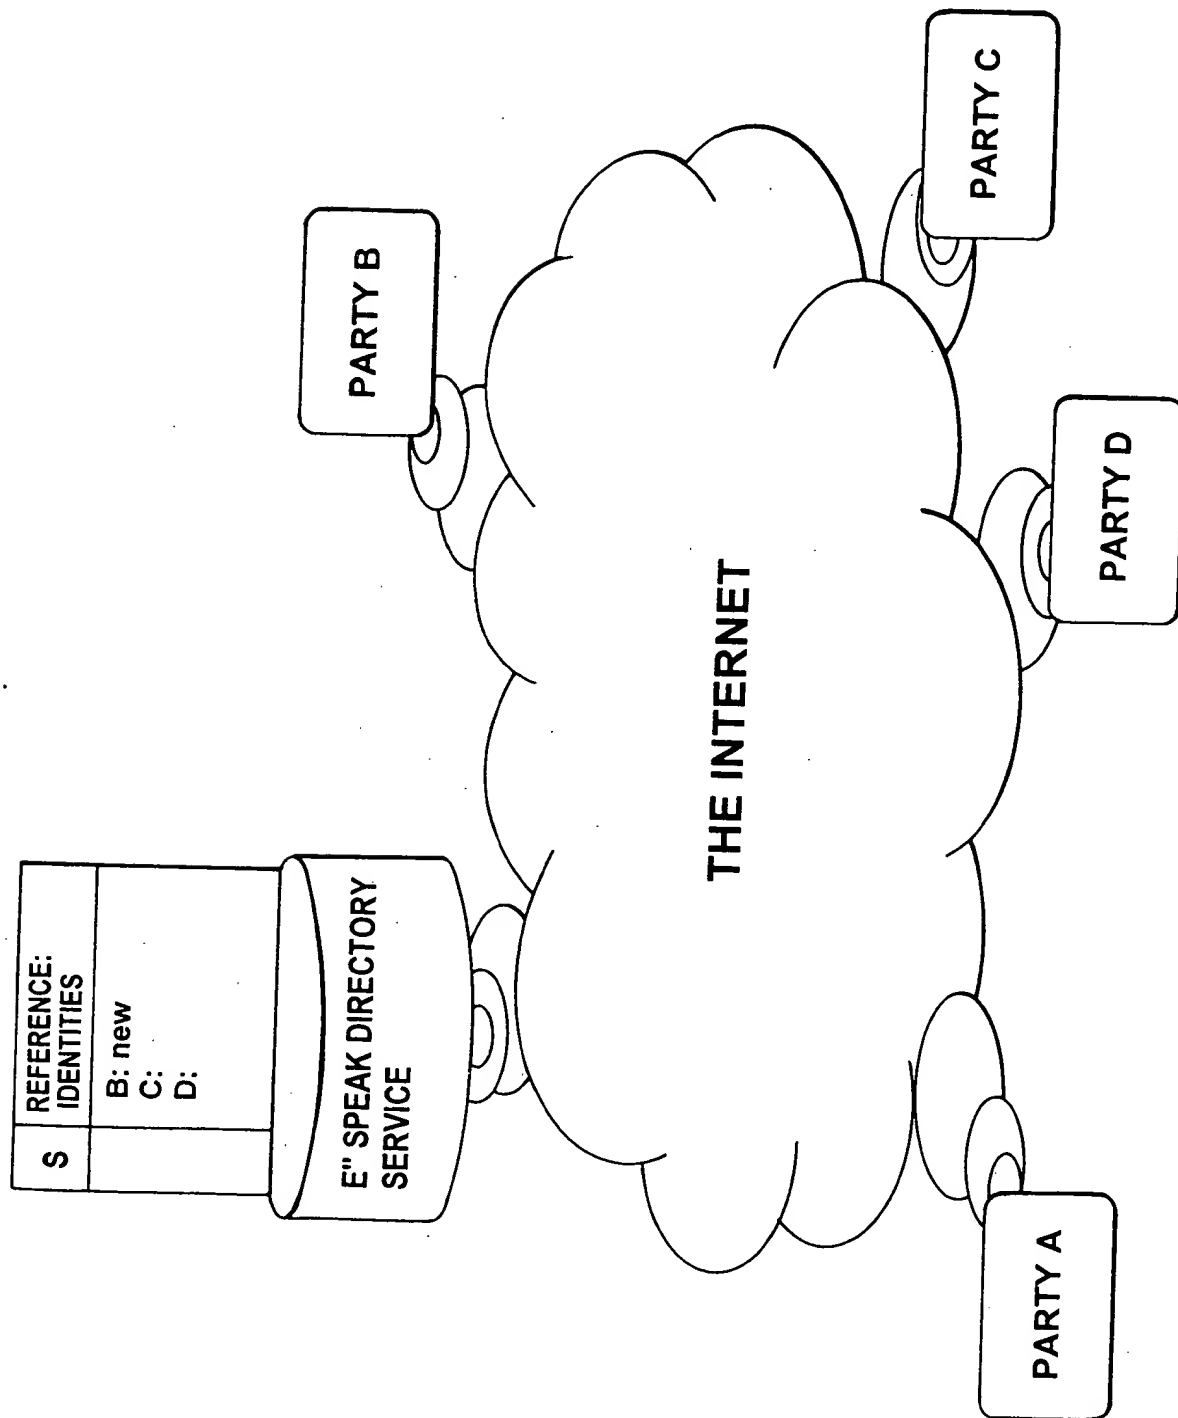 S
REFERENCE:
IDENTITIES
B: new
C:
D:
E" SPEAK DIRECTORY
SERVICE
PARTY B
PARTY C
THE INTERNET
PARTY D
PARTY A